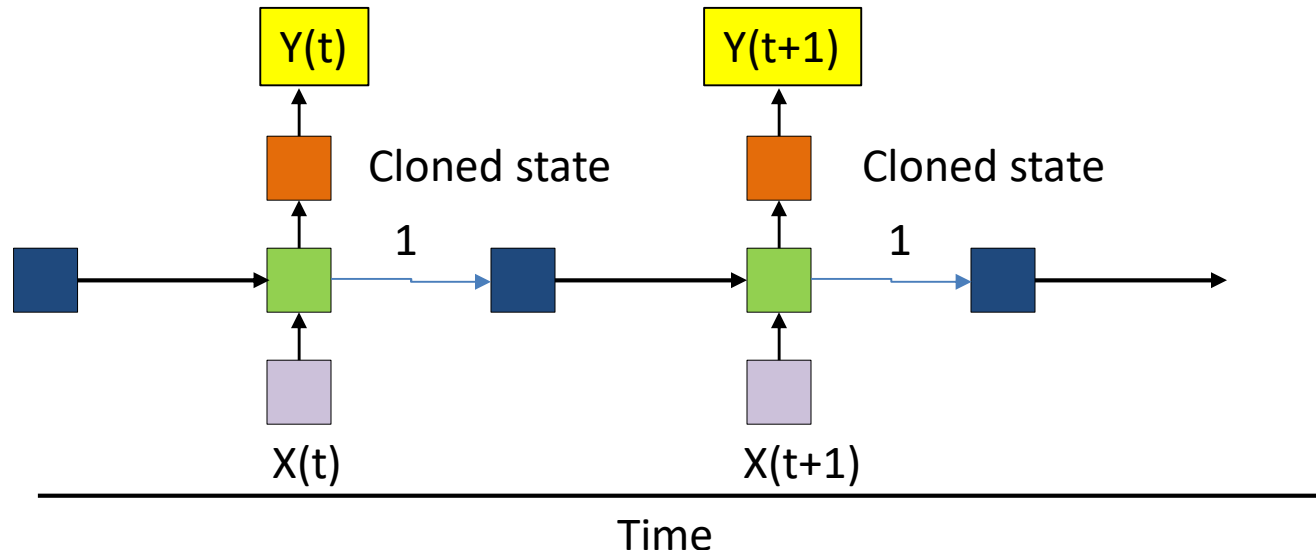 Y(t)
Y(t+1)
Cloned state
Cloned state
1
1
X(t)
X(t+1)
Time